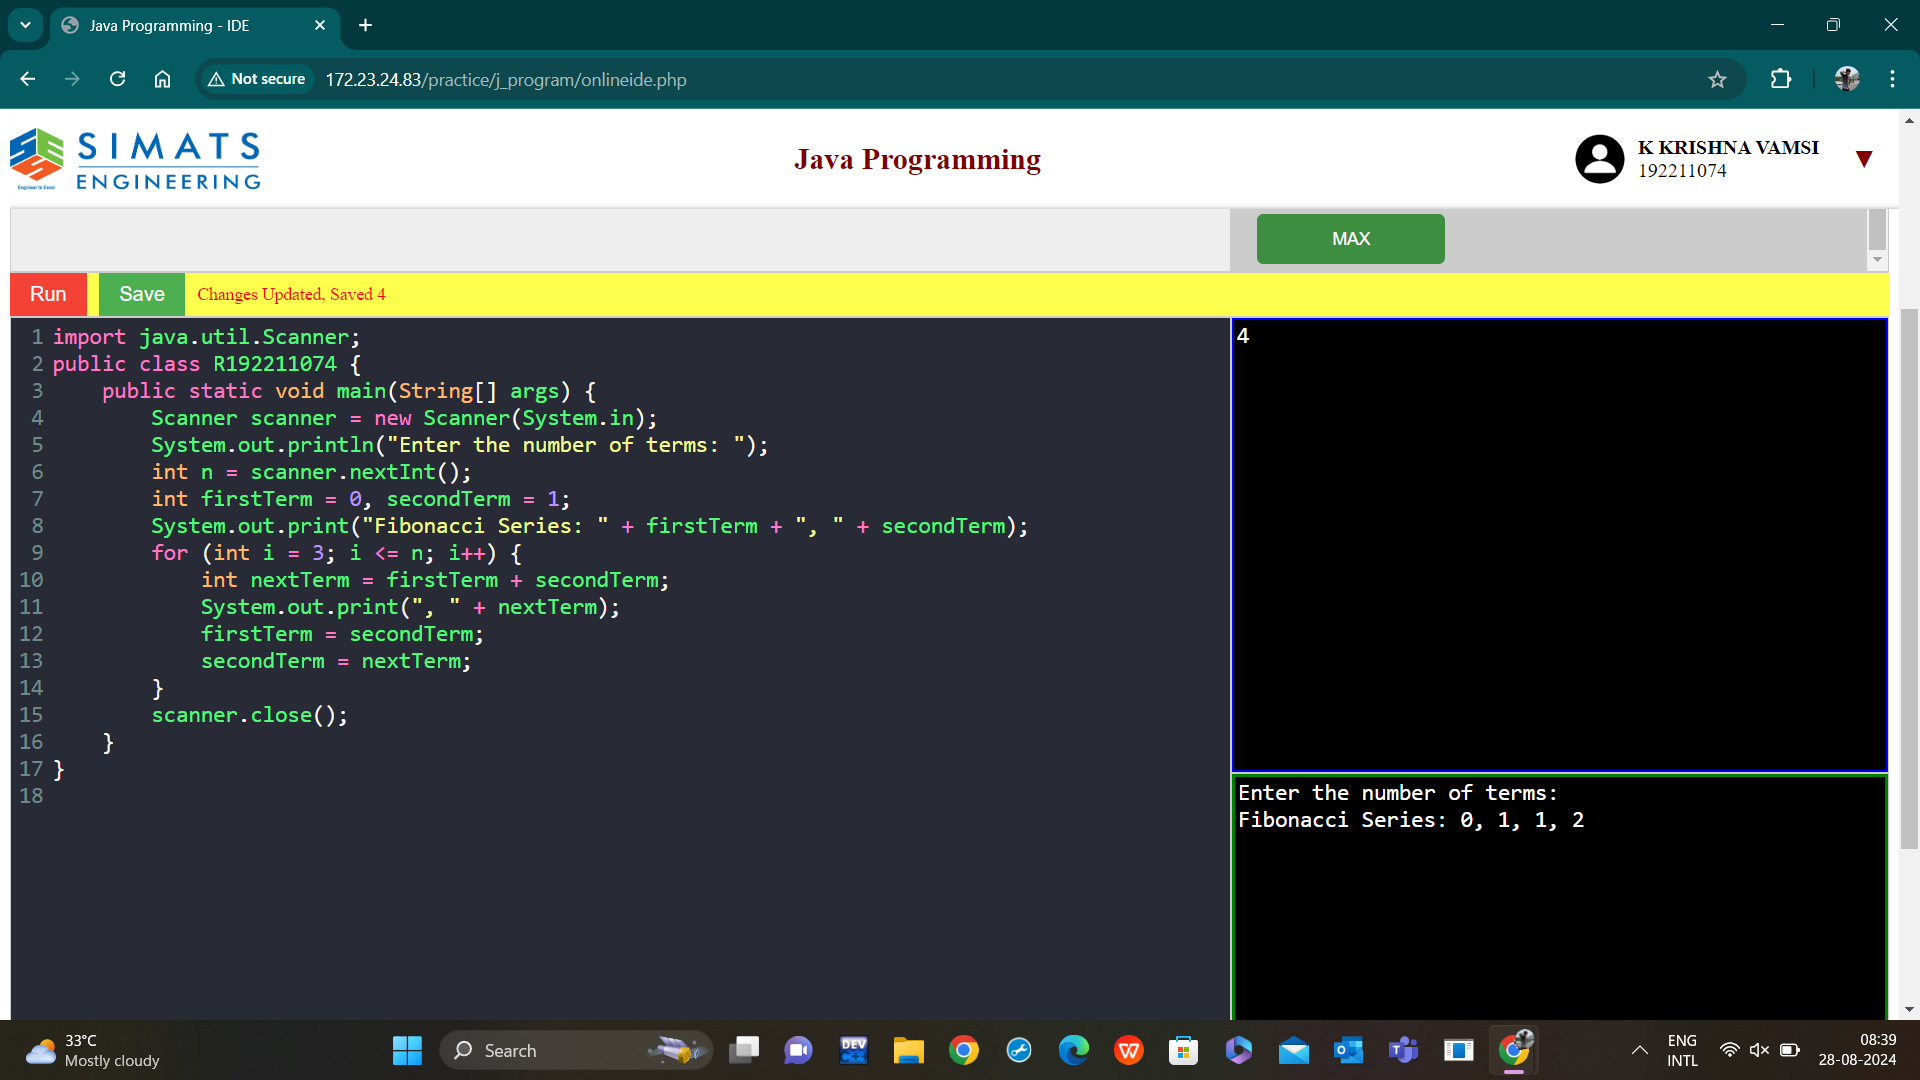 Java Programming - IDE
Not secure
172.23.24.83/practice/j_program/onlineide.php
SIMATS
ENGINEERING
Engineer to Excel
Java Programming
K KRISHNA VAMSI
192211074
MAX
Run
Save
Changes Updated, Saved 4
1 import java.util.Scanner;
2 public class R192211074 {
3     public static void main(String[] args) {
4         Scanner scanner = new Scanner(System.in);
5         System.out.println("Enter the number of terms: ");
6         int n = scanner.nextInt();
7         int firstTerm = 0, secondTerm = 1;
8         System.out.print("Fibonacci Series: " + firstTerm + ", " + secondTerm);
9         for (int i = 3; i <= n; i++) {
10             int nextTerm = firstTerm + secondTerm;
11             System.out.print(", " + nextTerm);
12             firstTerm = secondTerm;
13             secondTerm = nextTerm;
14         }
15         scanner.close();
16     }
17 }
18
4
Enter the number of terms:
Fibonacci Series: 0, 1, 1, 2
33°C
Mostly cloudy
Search
DEV
C++
W
ENG
INTL
08:39
28-08-2024